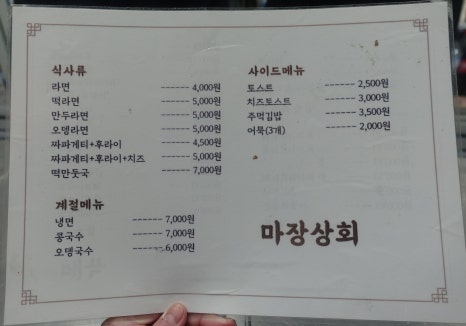 식사류
라면 ------ 4,000원
떡라면 ------ 5,000원
만두라면 ------ 5,000원
오뎅라면 ------ 5,000원
짜파게티+후라이 ------ 4,500원
짜파게티+후라이+치즈 ------ 5,000원
떡만둣국 ------ 7,000원
계절메뉴
냉면 ------ 7,000원
콩국수 ------ 7,000원
오뎅국수 ------ 6,000원
사이드메뉴
토스트 ------ 2,500원
치즈토스트 ------ 3,000원
주먹김밥 ------ 3,500원
어묵(3개) ------ 2,000원
마장상회